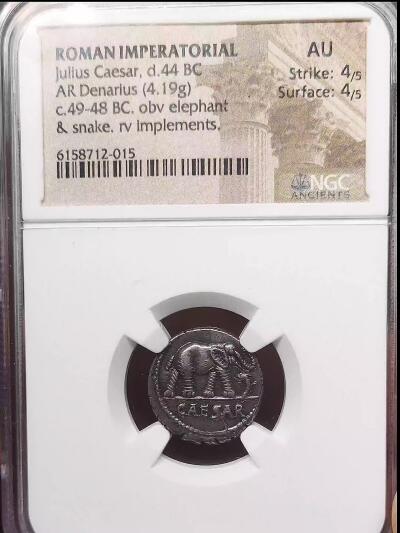 ROMAN IMPERATORIAL
Julius Caesar, d.44 BC
AR Denarius (4.19g)
c.49-48 BC. obv elephant
& snake. rv implements.
6158712-015
AU
Strike: 4/5
Surface: 4/5
NGC
ANCIENTS
CAESAR